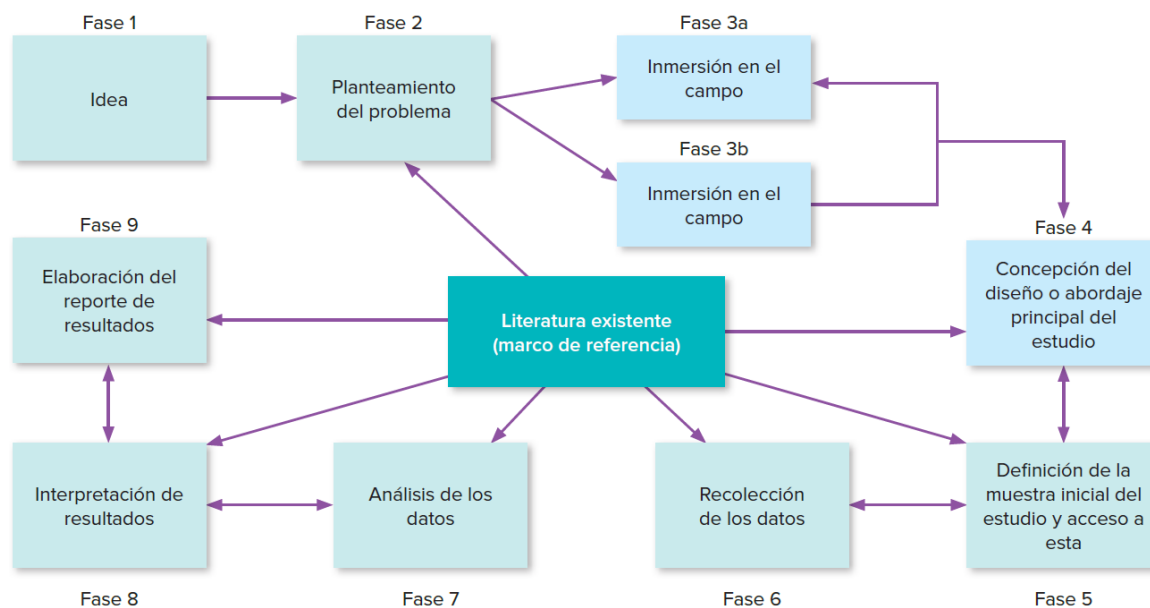 Fase 1
Idea
Fase 2
Planteamiento
del problema
Fase 3a
Inmersión en el
campo
Fase 3b
Inmersión en el
campo
Fase 4
Concepción del
diseño o abordaje
principal del
estudio
Fase 9
Elaboración del
reporte de
resultados
Literatura existente
(marco de referencia)
Interpretación de
resultados
Fase 8
Análisis de los
datos
Fase 7
Recolección
de los datos
Fase 6
Definición de la
muestra inicial del
estudio y acceso a
esta
Fase 5